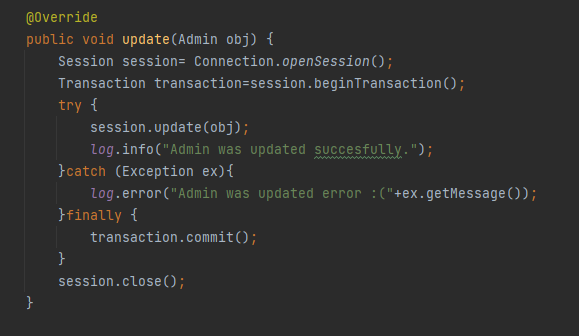 @Override
public void update(Admin obj) {
    Session session= Connection.openSession();
    Transaction transaction=session.beginTransaction();
    try {
        session.update(obj);
        log.info("Admin was updated succesfully.");
    }catch (Exception ex){
        log.error("Admin was updated error :("+ex.getMessage());
    }finally {
        transaction.commit();
    }
    session.close();
}